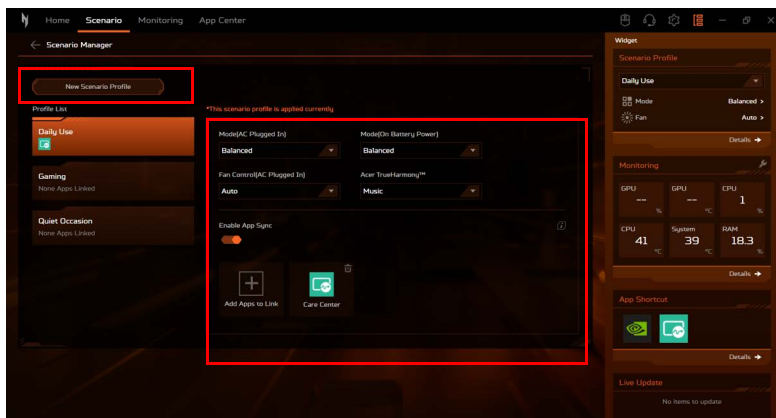 Home Scenario Monitoring App Center
Scenario Manager
New Scenario Profile
Profile List
Daily Use
Gaming
None Apps Linked
Quiet Occasion
None Apps Linked
*This scenario profile is applied currently
Mode(AC Plugged In) Mode(On Battery Power)
Balanced Balanced
Fan Control(AC Plugged In) Acer TrueHarmony™
Auto Music
Enable App Sync
Add Apps to Link Care Center
Widget
Scenario Profile
Daily Use
Mode Balanced >
Fan Auto >
Details →
Monitoring
GPU GPU CPU
-- -- 1
% °C %
CPU System RAM
41 39 18.3
°C °C %
Details →
App Shortcut
Details →
Live Update
No items to update